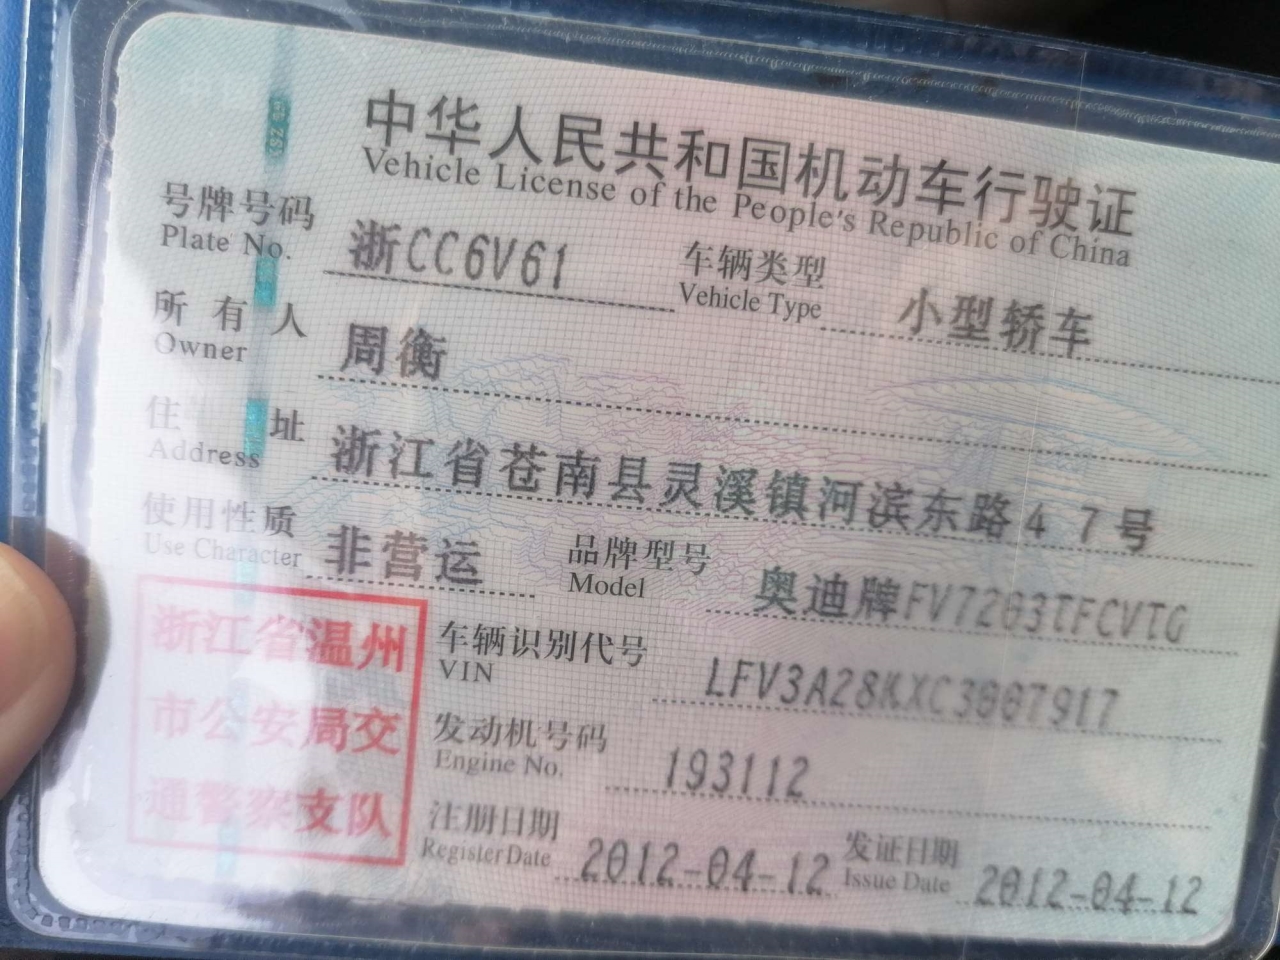 中华人民共和国机动车行驶证
Vehicle License of the People's Republic of China
号牌号码 浙CC6V61 车辆类型 小型轿车
Plate No. Vehicle Type
所有人 周衡
Owner
住址 浙江省苍南县灵溪镇河滨东路47号
Address
使用性质 非营运 品牌型号 奥迪牌FV7203TFCVTG
Use Character Model
浙江省温州
市公安局交
通警察支队
车辆识别代号 LFV3A28KXC3007917
VIN
发动机号码 193112
Engine No.
注册日期 2012-04-12 发证日期 2012-04-12
Register Date Issue Date